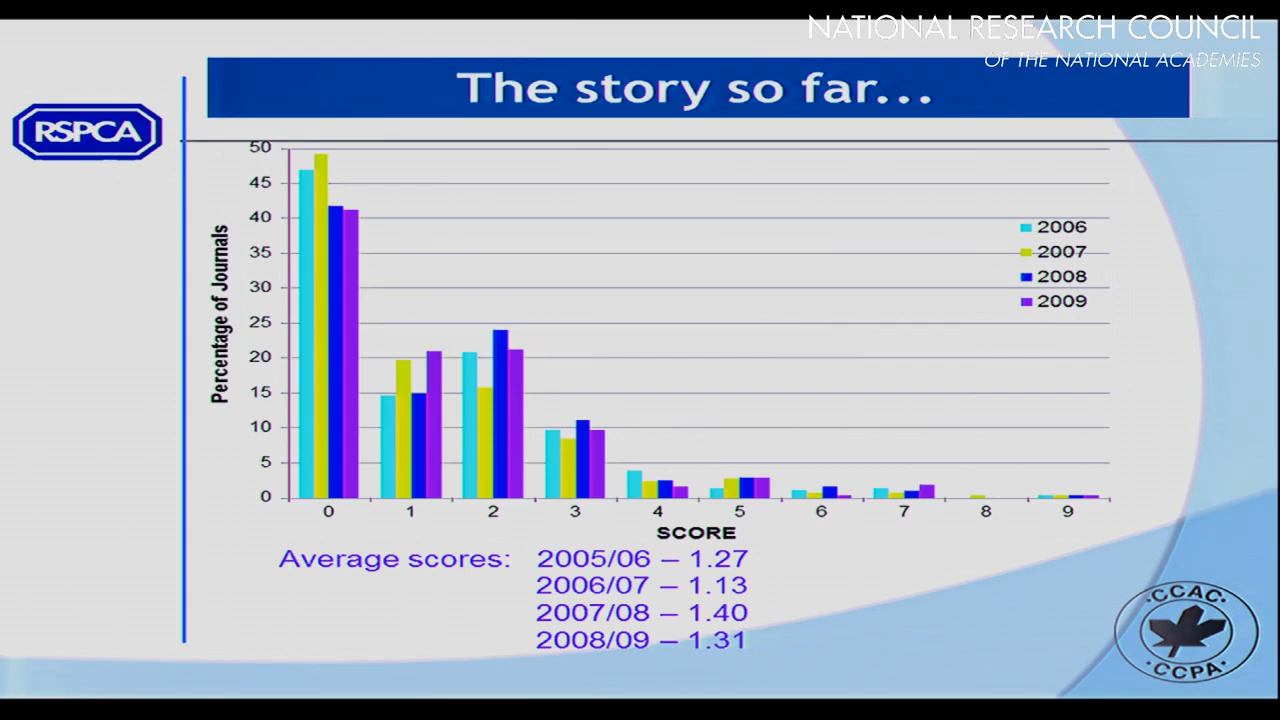 NATIONAL RESEARCH COUNCIL
OF THE NATIONAL ACADEMIES
The story so far...
RSPCA
50
45
40
35
30
25
20
15
10
5
0
Percentage of Journals
2006
2007
2008
2009
0 1 2 3 4 5 6 7 8 9
SCORE
Average scores: 2005/06 – 1.27
2006/07 – 1.13
2007/08 – 1.40
2008/09 – 1.31
·CCAC·
·CCPA·